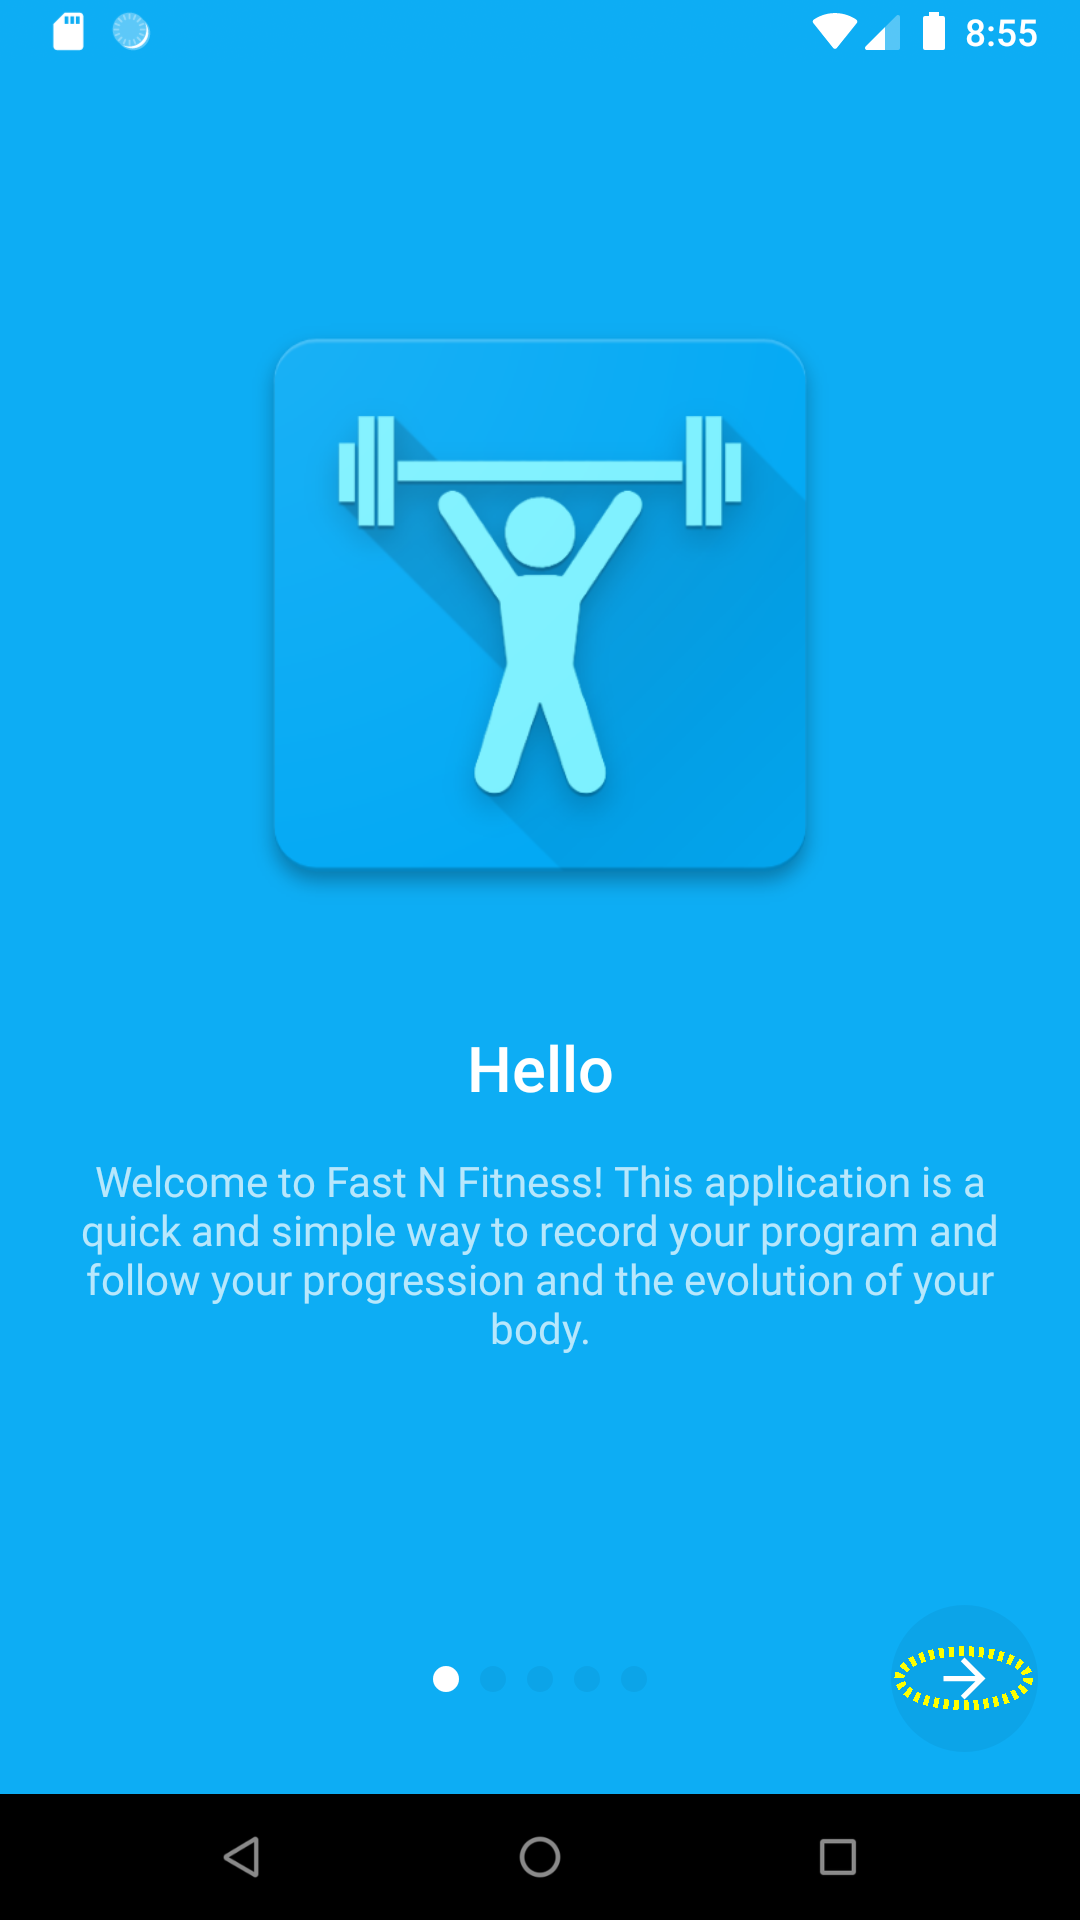 8:55
Hello
Welcome to Fast N Fitness! This application is a
quick and simple way to record your program and
follow your progression and the evolution of your
body.